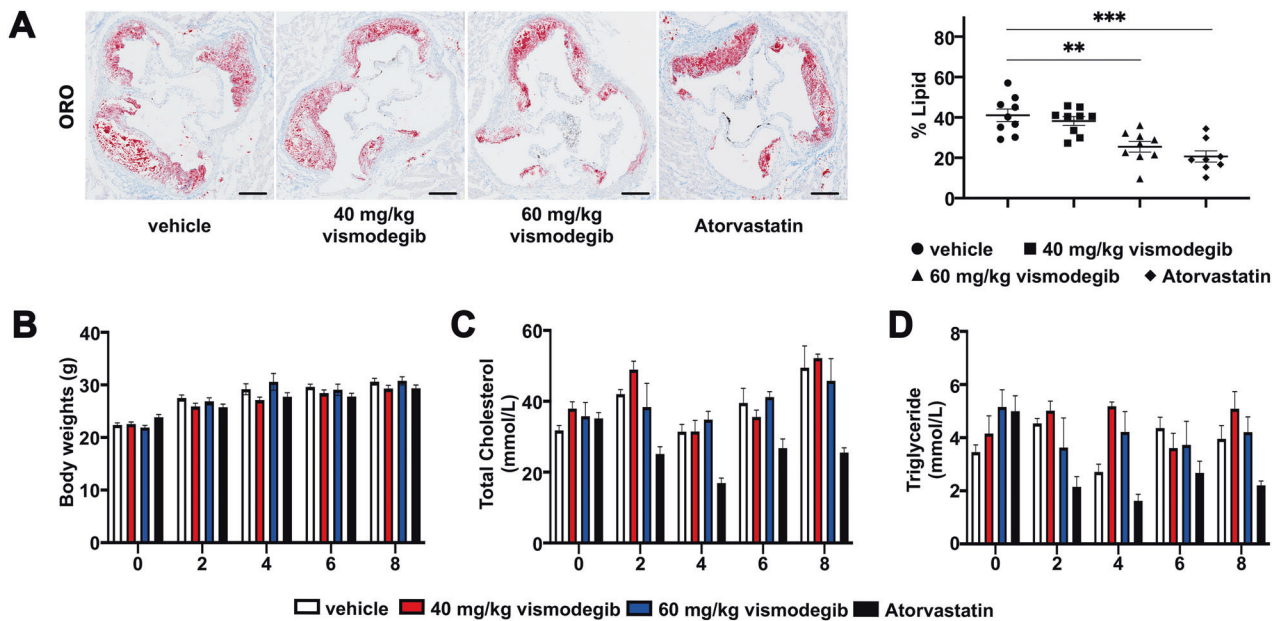 A
ORO
vehicle
40 mg/kg
vismodegib
60 mg/kg
vismodegib
Atorvastatin
% Lipid
80
60
40
20
0
***
**
vehicle
40 mg/kg vismodegib
60 mg/kg vismodegib
Atorvastatin
B
Body weights (g)
40
30
20
10
0
0 2 4 6 8
C
Total Cholesterol
(mmol/L)
60
40
20
0
0 2 4 6 8
D
Triglyceride
(mmol/L)
8
6
4
2
0
0 2 4 6 8
vehicle 40 mg/kg vismodegib 60 mg/kg vismodegib Atorvastatin